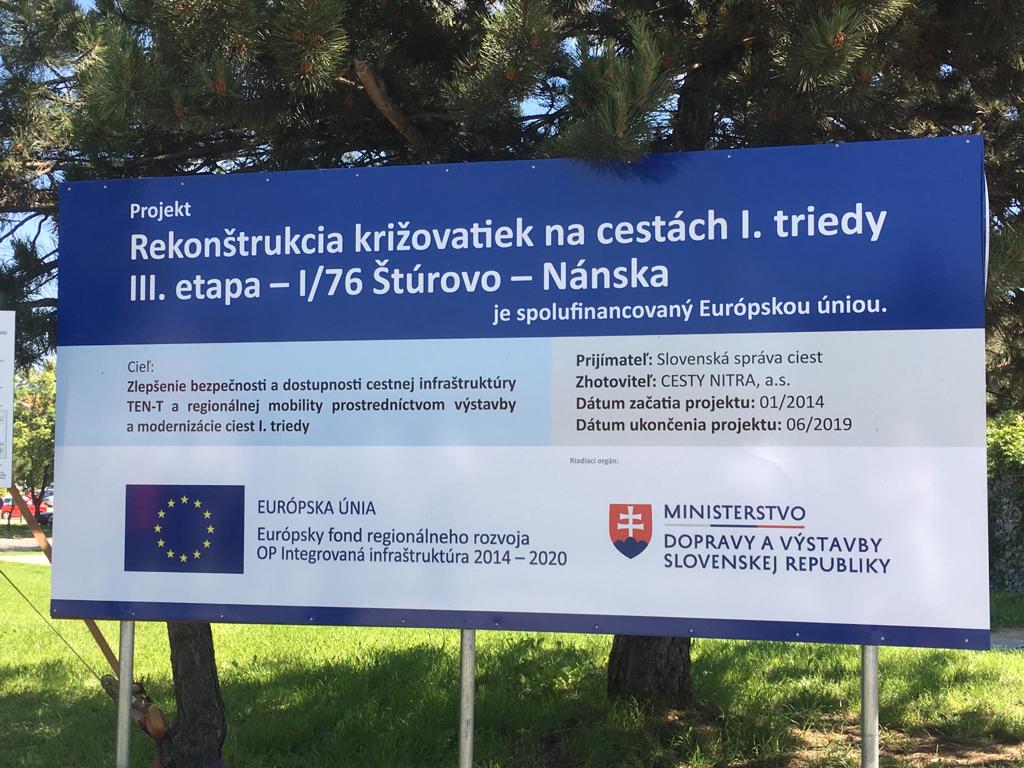 Projekt
Rekonštrukcia križovatiek na cestách I. triedy
III. etapa – I/76 Štúrovo – Nánska
je spolufinancovaný Európskou úniou.
Cieľ:
Zlepšenie bezpečnosti a dostupnosti cestnej infraštruktúry
TEN-T a regionálnej mobility prostredníctvom výstavby
a modernizácie ciest I. triedy
Prijímateľ: Slovenská správa ciest
Zhotoviteľ: CESTY NITRA, a.s.
Dátum začatia projektu: 01/2014
Dátum ukončenia projektu: 06/2019
Riadiaci orgán:
EURÓPSKA ÚNIA
Európsky fond regionálneho rozvoja
OP Integrovaná infraštruktúra 2014 – 2020
MINISTERSTVO
DOPRAVY A VÝSTAVBY
SLOVENSKEJ REPUBLIKY